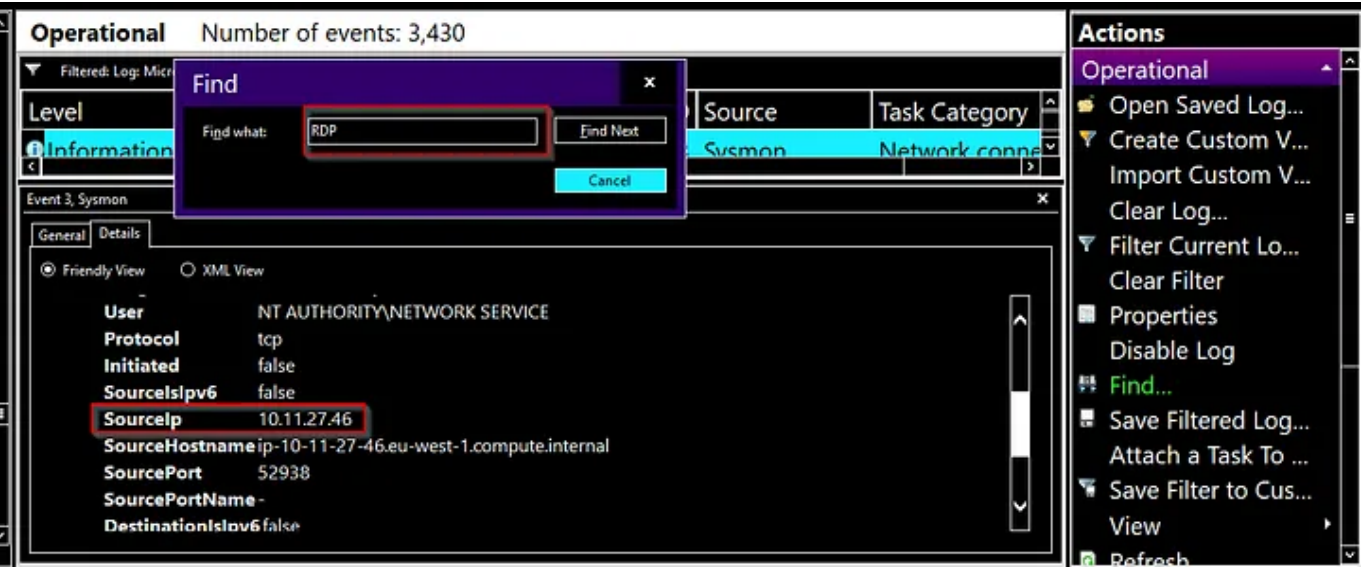 Operational Number of events: 3,430
Filtered: Log: Micr
Find
Find what: RDP Find Next
Cancel
Level Source Task Category
Information Sysmon Network conne
Event 3, Sysmon
General Details
Friendly View XML View
User NT AUTHORITY\NETWORK SERVICE
Protocol tcp
Initiated false
SourceIsIpv6 false
SourceIp 10.11.27.46
SourceHostname ip-10-11-27-46.eu-west-1.compute.internal
SourcePort 52938
SourcePortName -
DestinationIsIpv6 false
Actions
Operational
Open Saved Log...
Create Custom V...
Import Custom V...
Clear Log...
Filter Current Lo...
Clear Filter
Properties
Disable Log
Find...
Save Filtered Log...
Attach a Task To ...
Save Filter to Cus...
View
Refresh